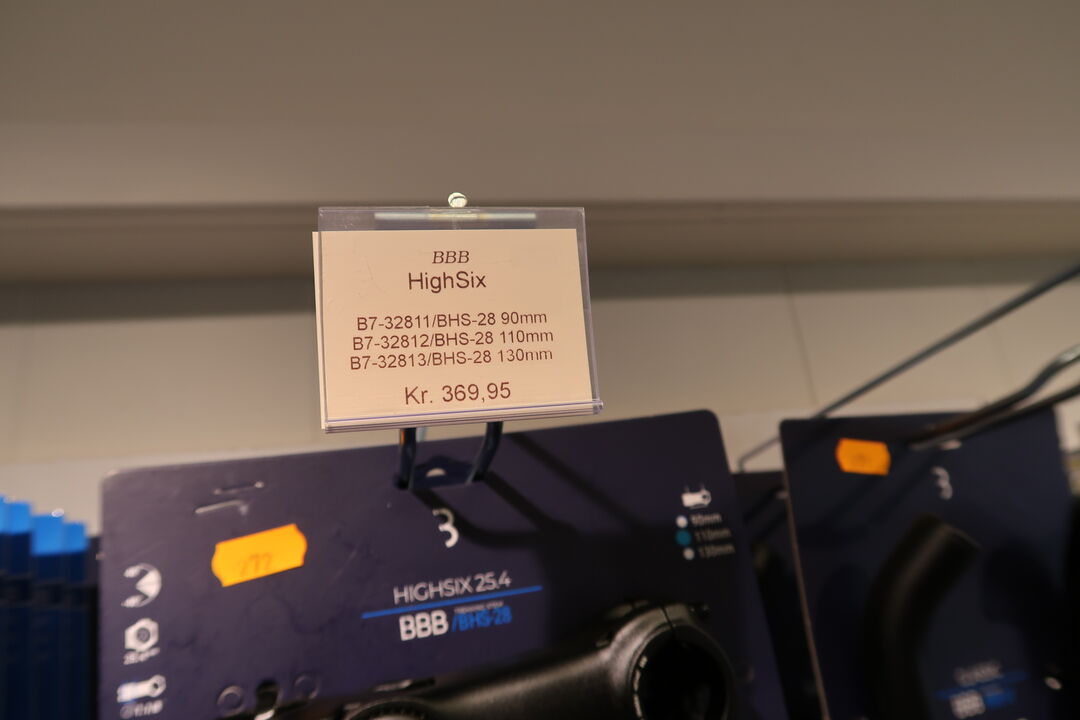 BBB
HighSix
B7-32811/BHS-28 90mm
B7-32812/BHS-28 110mm
B7-32813/BHS-28 130mm
Kr. 369,95
HIGHSIX 25.4
BBB /BHS-28
90mm
110mm
130mm
BBB